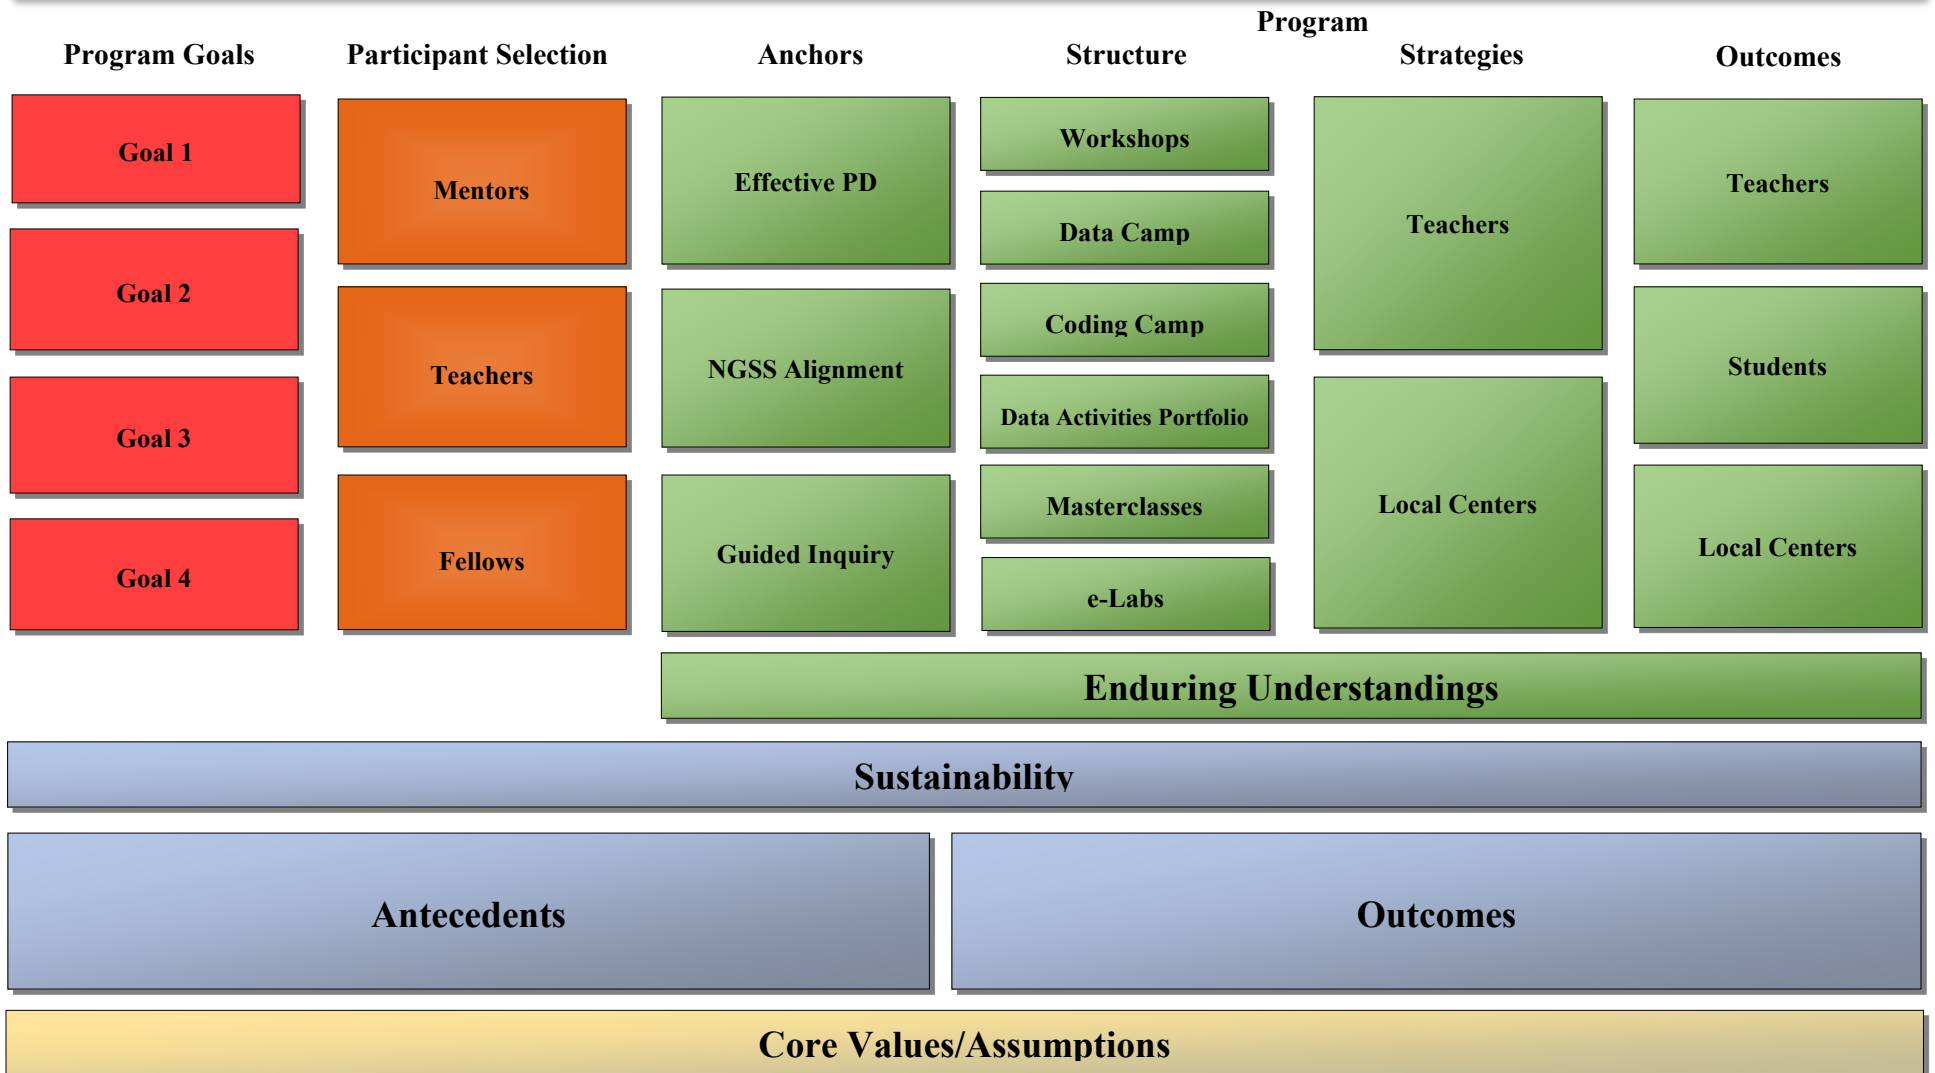 Program
Program Goals
Participant Selection
Anchors
Structure
Strategies
Outcomes
Goal 1
Goal 2
Goal 3
Goal 4
Mentors
Teachers
Fellows
Effective PD
NGSS Alignment
Guided Inquiry
Workshops
Data Camp
Coding Camp
Data Activities Portfolio
Masterclasses
e-Labs
Teachers
Local Centers
Teachers
Students
Local Centers
Enduring Understandings
Sustainability
Antecedents
Outcomes
Core Values/Assumptions